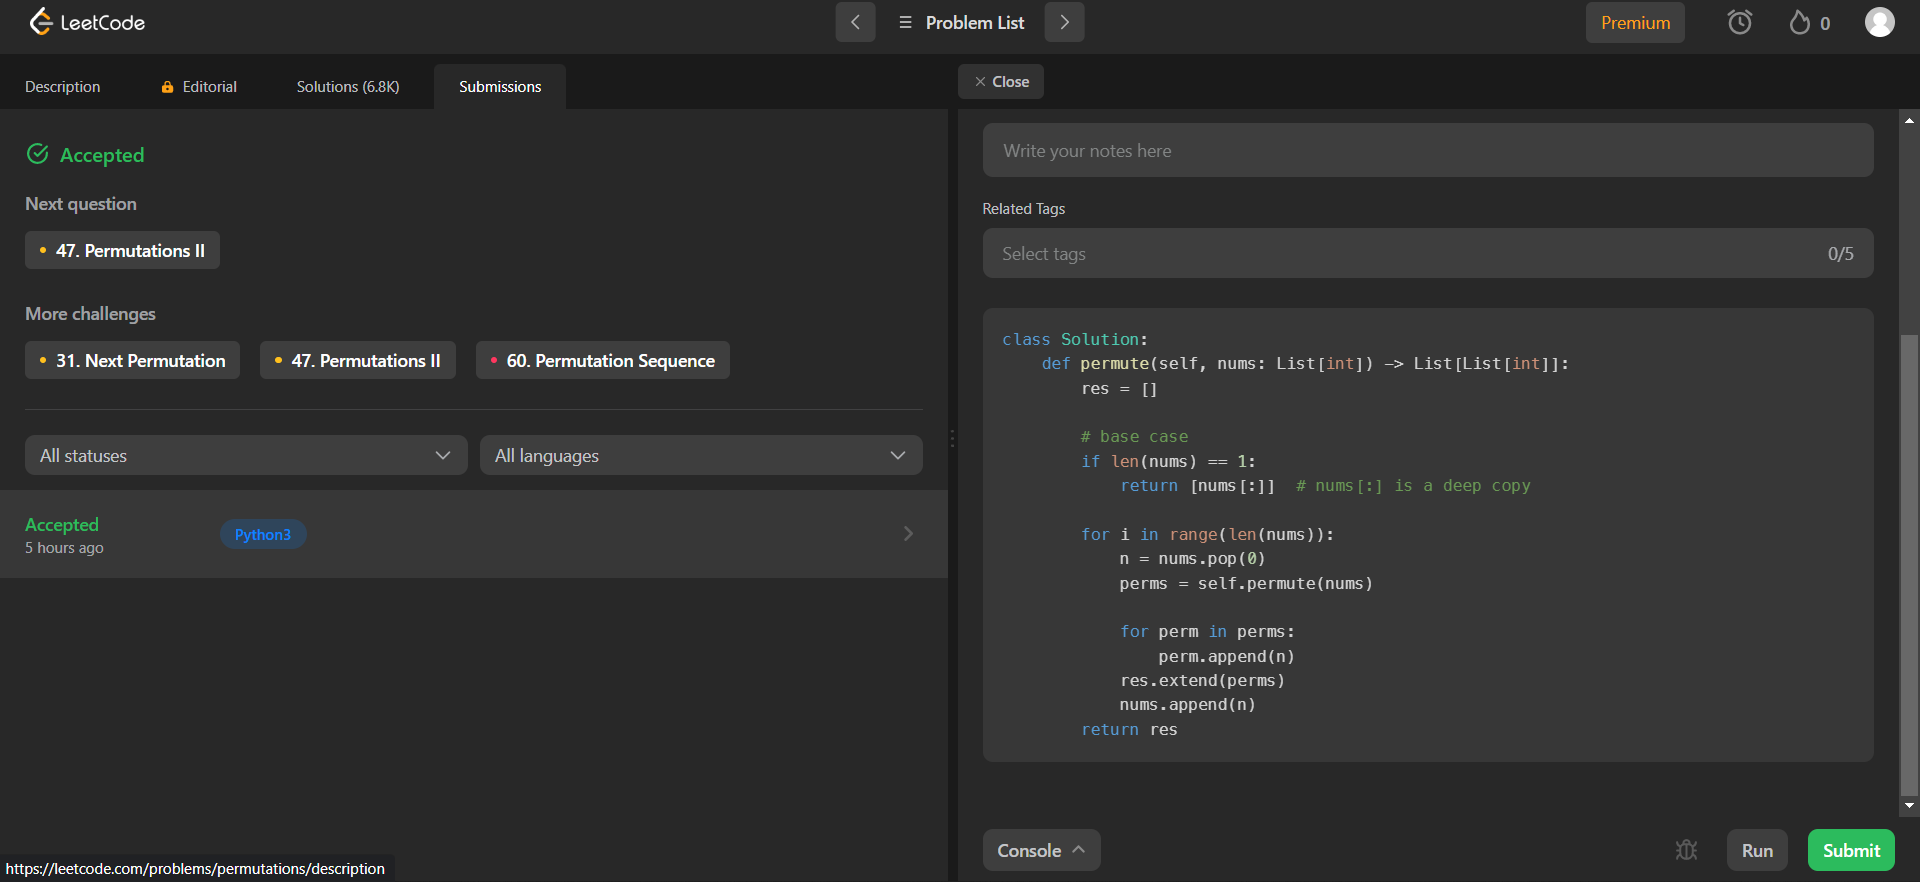 LeetCode
Problem List
Premium
0
Description
Editorial
Solutions (6.8K)
Submissions
Close
Accepted
Next question
47. Permutations II
More challenges
31. Next Permutation
47. Permutations II
60. Permutation Sequence
All statuses
All languages
Accepted
5 hours ago
Python3
https://leetcode.com/problems/permutations/description
Write your notes here
Related Tags
Select tags
0/5
class Solution:
    def permute(self, nums: List[int]) -> List[List[int]]:
        res = []

        # base case
        if len(nums) == 1:
            return [nums[:]]  # nums[:] is a deep copy

        for i in range(len(nums)):
            n = nums.pop(0)
            perms = self.permute(nums)

            for perm in perms:
                perm.append(n)
            res.extend(perms)
            nums.append(n)
        return res
Console
Run
Submit